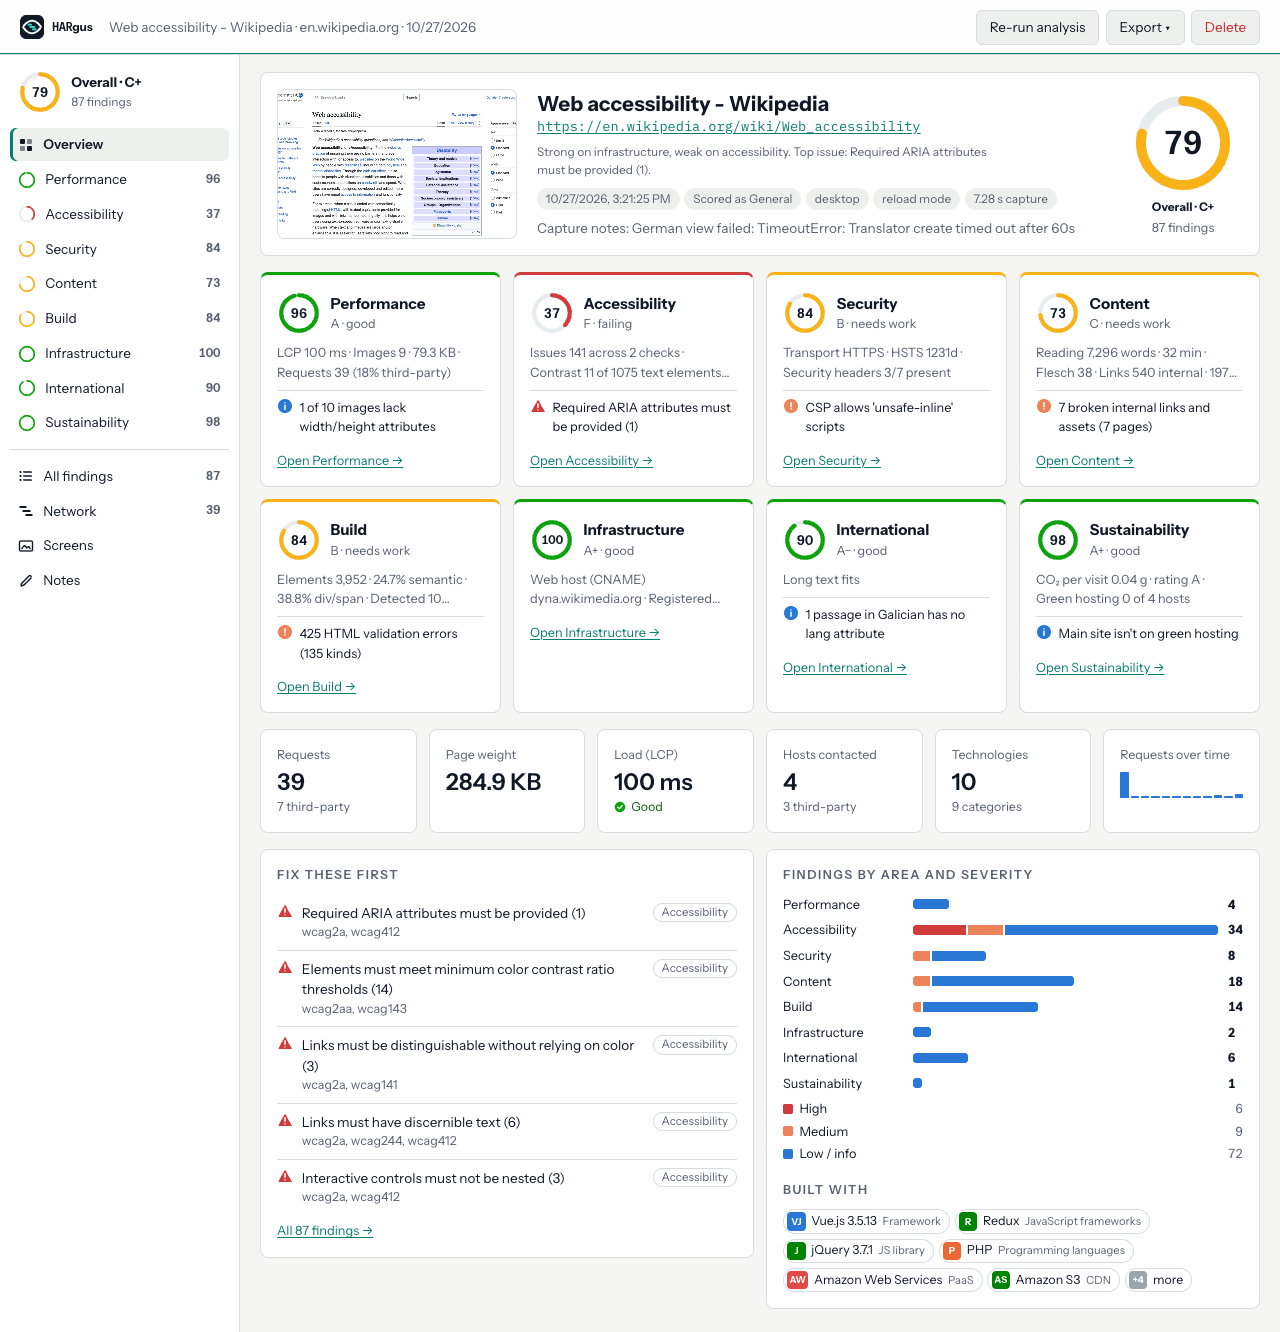 HARgus
Web accessibility - Wikipedia · en.wikipedia.org · 10/27/2026
Re-run analysis
Export ▾
Delete
79
Overall · C+
87 findings
Overview
Performance 96
Accessibility 37
Security 84
Content 73
Build 84
Infrastructure 100
International 90
Sustainability 98
All findings 87
Network 39
Screens
Notes
Web accessibility
Disability
Web accessibility - Wikipedia
https://en.wikipedia.org/wiki/Web_accessibility
Strong on infrastructure, weak on accessibility. Top issue: Required ARIA attributes
must be provided (1).
10/27/2026, 3:21:25 PM
Scored as General
desktop
reload mode
7.28 s capture
Capture notes: German view failed: TimeoutError: Translator create timed out after 60s
79
Overall · C+
87 findings
96
Performance
A · good
LCP 100 ms · Images 9 · 79.3 KB ·
Requests 39 (18% third-party)
1 of 10 images lack
width/height attributes
Open Performance →
37
Accessibility
F · failing
Issues 141 across 2 checks ·
Contrast 11 of 1075 text elements…
Required ARIA attributes must
be provided (1)
Open Accessibility →
84
Security
B · needs work
Transport HTTPS · HSTS 1231d ·
Security headers 3/7 present
CSP allows 'unsafe-inline'
scripts
Open Security →
73
Content
C · needs work
Reading 7,296 words · 32 min ·
Flesch 38 · Links 540 internal · 197…
7 broken internal links and
assets (7 pages)
Open Content →
84
Build
B · needs work
Elements 3,952 · 24.7% semantic ·
38.8% div/span · Detected 10…
425 HTML validation errors
(135 kinds)
Open Build →
100
Infrastructure
A+ · good
Web host (CNAME)
dyna.wikimedia.org · Registered…
Open Infrastructure →
90
International
A− · good
Long text fits
1 passage in Galician has no
lang attribute
Open International →
98
Sustainability
A+ · good
CO₂ per visit 0.04 g · rating A ·
Green hosting 0 of 4 hosts
Main site isn't on green hosting
Open Sustainability →
Requests
39
7 third-party
Page weight
284.9 KB
Load (LCP)
100 ms
Good
Hosts contacted
4
3 third-party
Technologies
10
9 categories
Requests over time
FIX THESE FIRST
Required ARIA attributes must be provided (1) Accessibility
wcag2a, wcag412
Elements must meet minimum color contrast ratio Accessibility
thresholds (14)
wcag2aa, wcag143
Links must be distinguishable without relying on color Accessibility
(3)
wcag2a, wcag141
Links must have discernible text (6) Accessibility
wcag2a, wcag244, wcag412
Interactive controls must not be nested (3) Accessibility
wcag2a, wcag412
All 87 findings →
FINDINGS BY AREA AND SEVERITY
Performance 4
Accessibility 34
Security 8
Content 18
Build 14
Infrastructure 2
International 6
Sustainability 1
High 6
Medium 9
Low / info 72
BUILT WITH
VJ Vue.js 3.5.13 Framework
R Redux JavaScript frameworks
J jQuery 3.7.1 JS library
P PHP Programming languages
AW Amazon Web Services PaaS
AS Amazon S3 CDN
+4 more